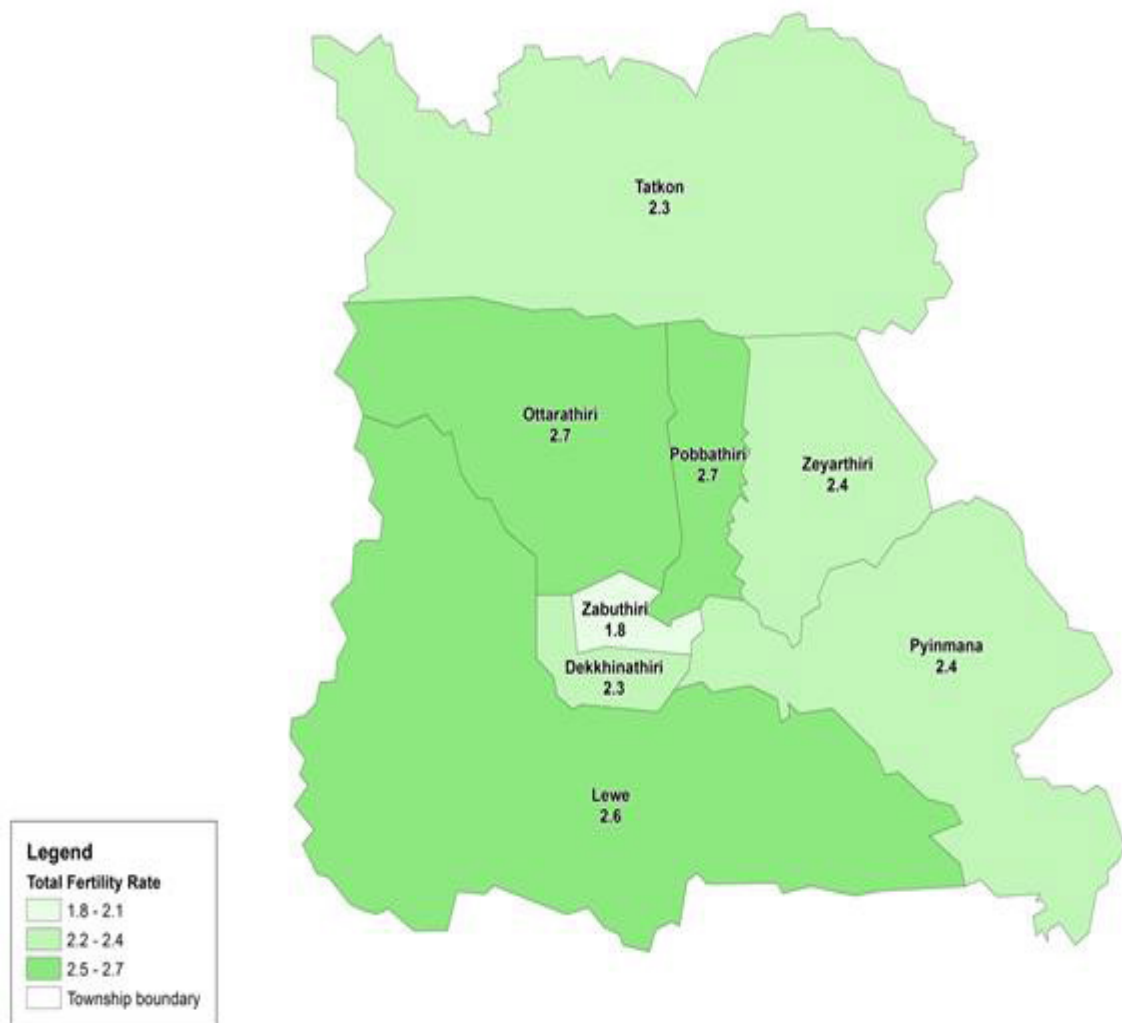 Tatkon
2.3
Ottarathiri
2.7
Pobbathiri
2.7
Zeyarthiri
2.4
Zabuthiri
1.8
Dekkhinathiri
2.3
Pyinmana
2.4
Lewe
2.6
Legend
Total Fertility Rate
1.8 - 2.1
2.2 - 2.4
2.5 - 2.7
Township boundary